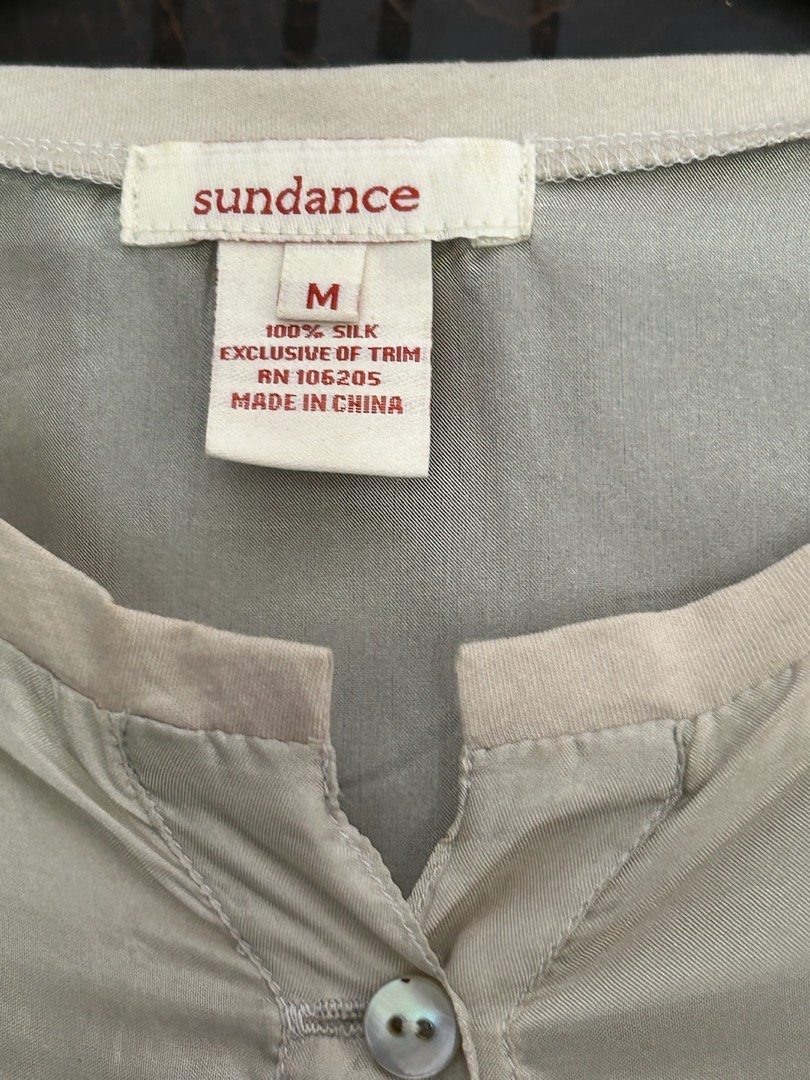 sundance
M
100% SILK
EXCLUSIVE OF TRIM
RN 106205
MADE IN CHINA